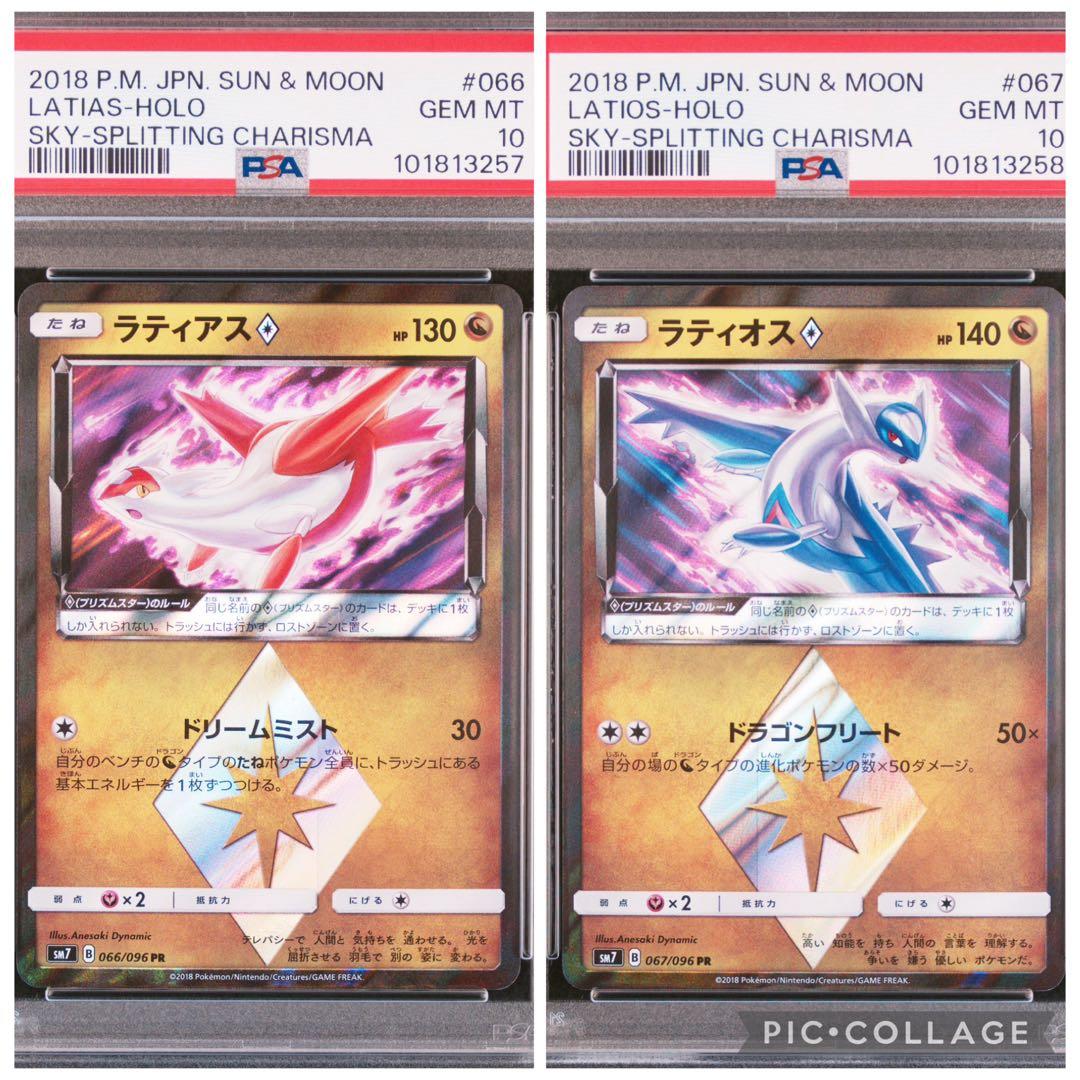 2018 P.M. JPN. SUN & MOON #066
LATIAS-HOLO GEM MT
SKY-SPLITTING CHARISMA 10
PSA 101813257
たね ラティアス HP 130
(プリズムスター)のルール 同じ名前の(プリズムスター)のカードは、デッキに1枚
しか入れられない。トラッシュには行かず、ロストゾーンに置く。
ドリームミスト 30
自分のベンチのタイプのたねポケモン全員に、トラッシュにある
基本エネルギーを1枚ずつつける。
弱点 ×2 抵抗力 にげる
Illus.Anesaki Dynamic
テレパシーで 人間と 気持ちを 通わせる。 光を
屈折させる 羽毛で 別の 姿に 変わる。
SM7 B 066/096 PR
©2018 Pokémon/Nintendo/Creatures/GAME FREAK.
2018 P.M. JPN. SUN & MOON #067
LATIOS-HOLO GEM MT
SKY-SPLITTING CHARISMA 10
PSA 101813258
たね ラティオス HP 140
(プリズムスター)のルール 同じ名前の(プリズムスター)のカードは、デッキに1枚
しか入れられない。トラッシュには行かず、ロストゾーンに置く。
ドラゴンフリート 50×
自分の場のタイプの進化ポケモンの数×50ダメージ。
弱点 ×2 抵抗力 にげる
Illus.Anesaki Dynamic
高い 知能を 持ち 人間の 言葉を 理解する。
争いを 嫌う 優しい ポケモンだ。
SM7 B 067/096 PR
©2018 Pokémon/Nintendo/Creatures/GAME FREAK.
PIC•COLLAGE